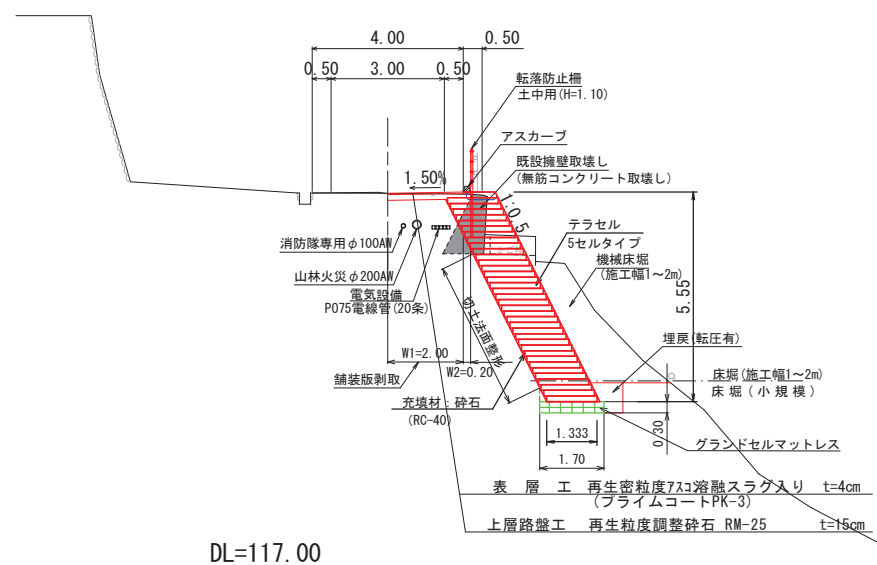 4.00
0.50
0.50
3.00
0.50
転落防止柵
土中用(H=1.10)
アスカーブ
既設擁壁取壊し
(無筋コンクリート取壊し)
1.50%
1:0.5
テラセル
5セルタイプ
機械床堀
(施工幅1～2m)
消防隊専用φ100AW
山林火災φ200AW
電気設備
PO75電線管(20条)
切土法面整形
5.55
埋戻(転圧有)
W1=2.00
W2=0.20
舗装版剥取
床堀(施工幅1～2m)
床堀(小規模)
充填材：砕石
(RC-40)
0.30
グランドセルマットレス
1.333
1.70
表　層　工　再生密粒度アスコン溶融スラグ入り　t=4cm
(プライムコートPK-3)
上層路盤工　再生粒度調整砕石 RM-25　t=15cm
DL=117.00